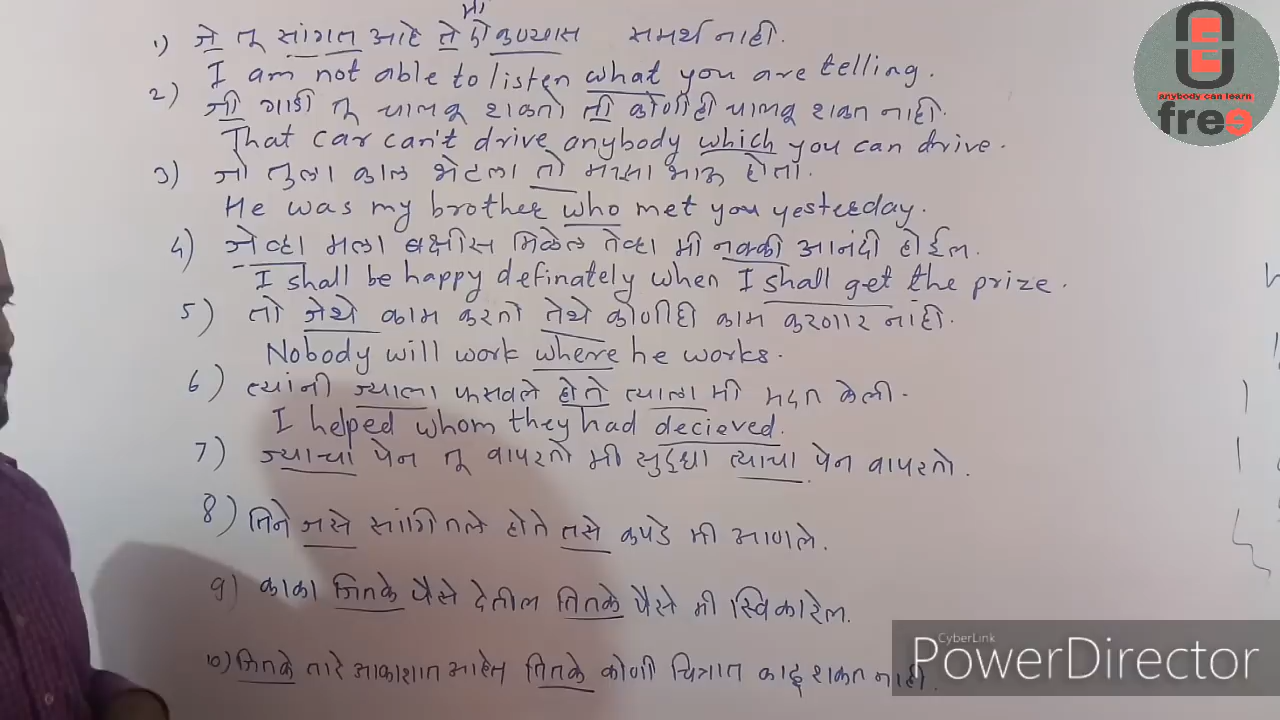 मी
1) जे तू सांगत आहे ते समर्थ नाही.
I am not able to listen what you are telling.
2) जी गाडी तू चालवू शकतो ती कोणीही चालवू शकत नाही.
That car can't drive anybody which you can drive.
3) जो तुला काल भेटला तो माझा भाऊ होता.
He was my brother who met you yesterday.
4) जेव्हा मला बक्षीस मिळेल तेव्हा मी नक्की आनंदी होईल.
I shall be happy definately when I shall get the prize.
5) तो जेथे काम करतो तेथे कोणीही काम करणार नाही.
Nobody will work where he works.
6) त्यांनी ज्याला फसवले होते त्याला मी मदत केली.
I helped whom they had decieved.
7) ज्याचा पेन तू वापरतो मी सुद्धा त्याचा पेन वापरतो.
8) तिने जसे सांगितले होते तसे कपडे मी आणले.
9) काका जितके पैसे देतील तितके पैसे मी स्विकारेल.
10) जितके तारे आकाशात आहेत तितके कोणी चित्रात काढू शकत नाही.
UEE
anybody can learn
free
CyberLink
PowerDirector